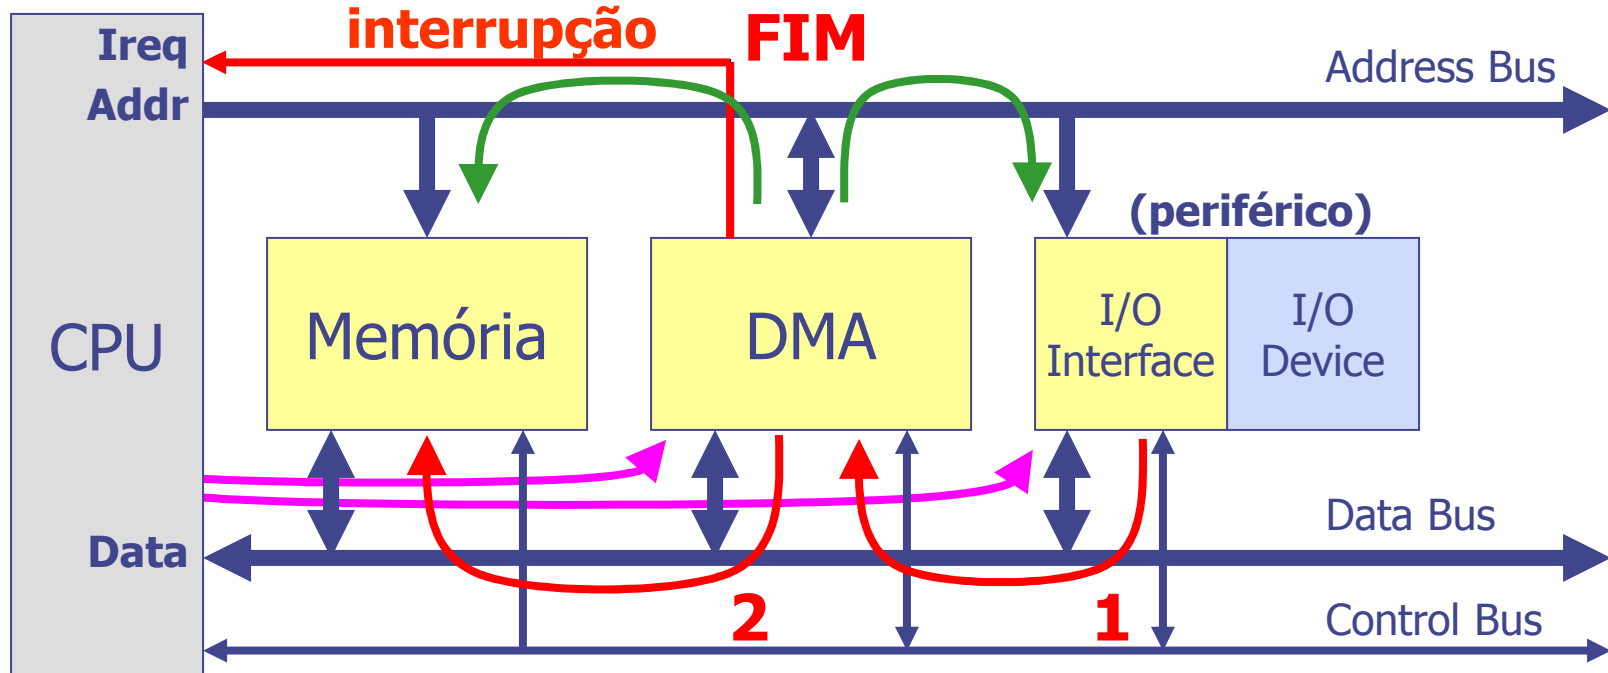 interrupção
FIM
Ireq
Addr
Address Bus
(periférico)
CPU
Memória
DMA
I/O
Interface
I/O
Device
Data
Data Bus
2
1
Control Bus